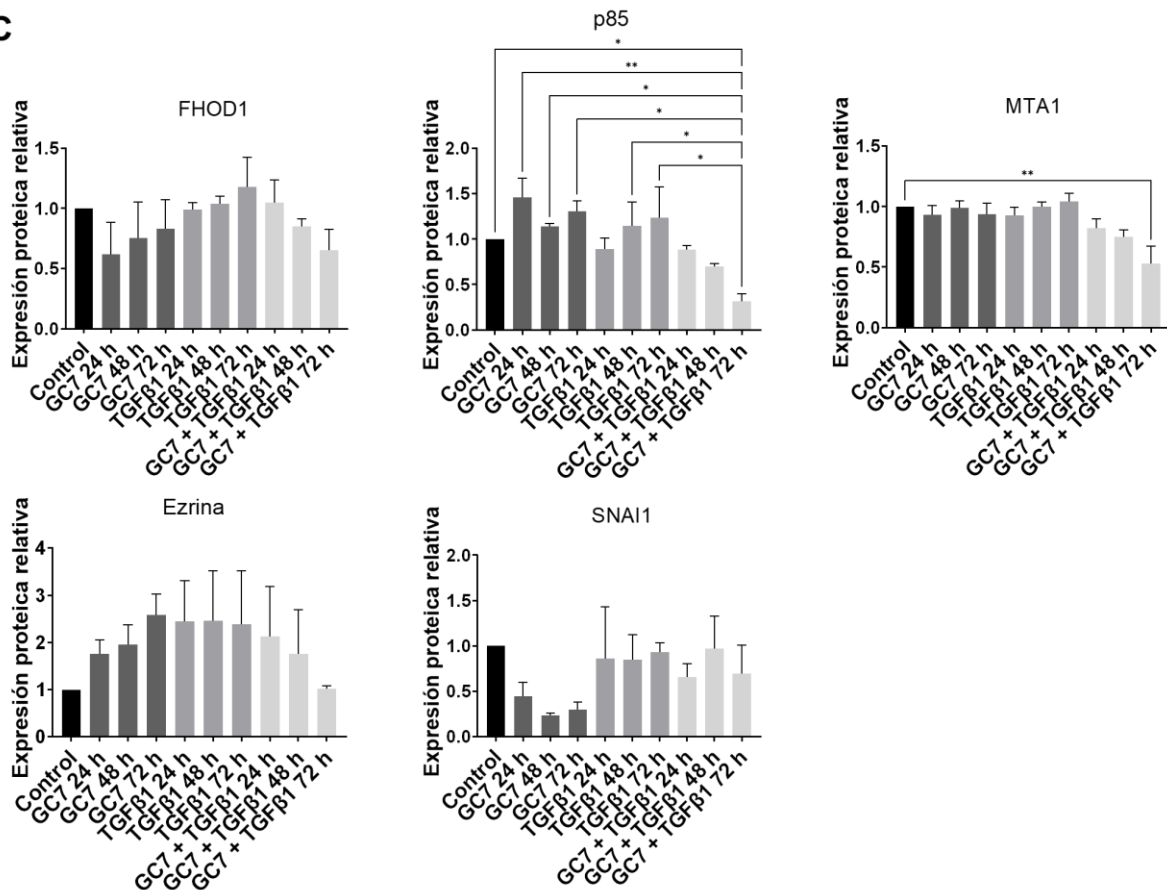 C
FHOD1
Expresión proteica relativa
1.5
1.0
0.5
0.0
Control
GC7 24 h
GC7 48 h
GC7 72 h
TGFβ1 24 h
TGFβ1 48 h
TGFβ1 72 h
GC7 + TGFβ1 24 h
GC7 + TGFβ1 48 h
GC7 + TGFβ1 72 h
p85
*
**
*
*
*
*
Expresión proteica relativa
2.0
1.5
1.0
0.5
0.0
Control
GC7 24 h
GC7 48 h
GC7 72 h
TGFβ1 24 h
TGFβ1 48 h
TGFβ1 72 h
GC7 + TGFβ1 24 h
GC7 + TGFβ1 48 h
GC7 + TGFβ1 72 h
MTA1
**
Expresión proteica relativa
1.5
1.0
0.5
0.0
Control
GC7 24 h
GC7 48 h
GC7 72 h
TGFβ1 24 h
TGFβ1 48 h
TGFβ1 72 h
GC7 + TGFβ1 24 h
GC7 + TGFβ1 48 h
GC7 + TGFβ1 72 h
Ezrina
Expresión proteica relativa
4
3
2
1
0
Control
GC7 24 h
GC7 48 h
GC7 72 h
TGFβ1 24 h
TGFβ1 48 h
TGFβ1 72 h
GC7 + TGFβ1 24 h
GC7 + TGFβ1 48 h
GC7 + TGFβ1 72 h
SNAI1
Expresión proteica relativa
2.0
1.5
1.0
0.5
0.0
Control
GC7 24 h
GC7 48 h
GC7 72 h
TGFβ1 24 h
TGFβ1 48 h
TGFβ1 72 h
GC7 + TGFβ1 24 h
GC7 + TGFβ1 48 h
GC7 + TGFβ1 72 h